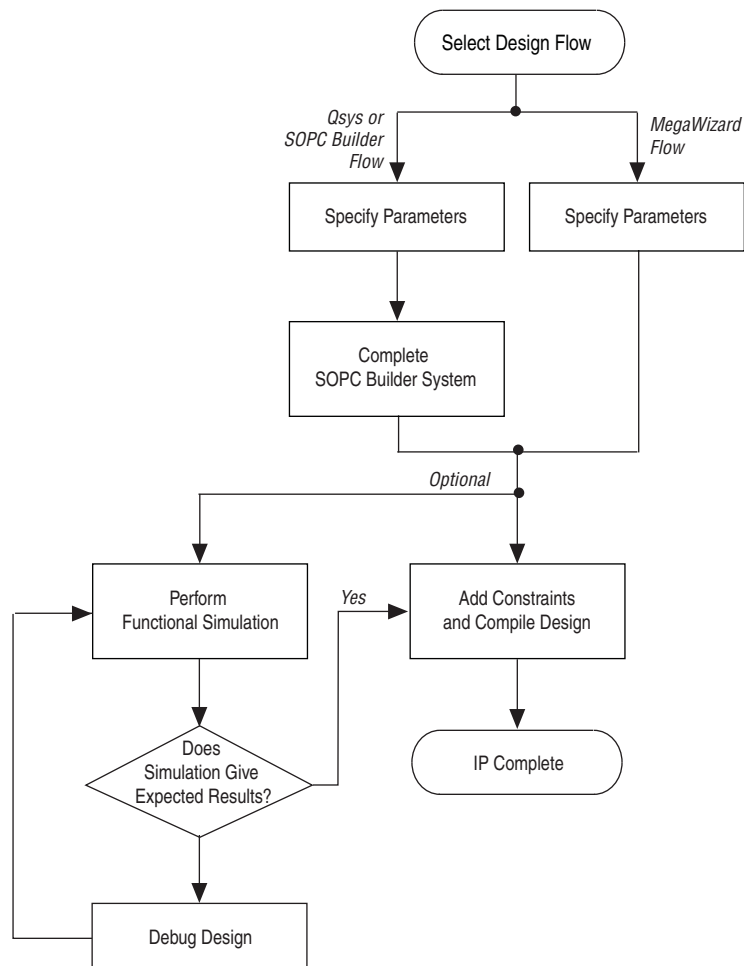 Select Design Flow
Qsys or
SOPC Builder
Flow
MegaWizard
Flow
Specify Parameters
Specify Parameters
Complete
SOPC Builder System
Optional
Perform
Functional Simulation
Yes
Add Constraints
and Compile Design
Does
Simulation Give
Expected Results?
IP Complete
Debug Design